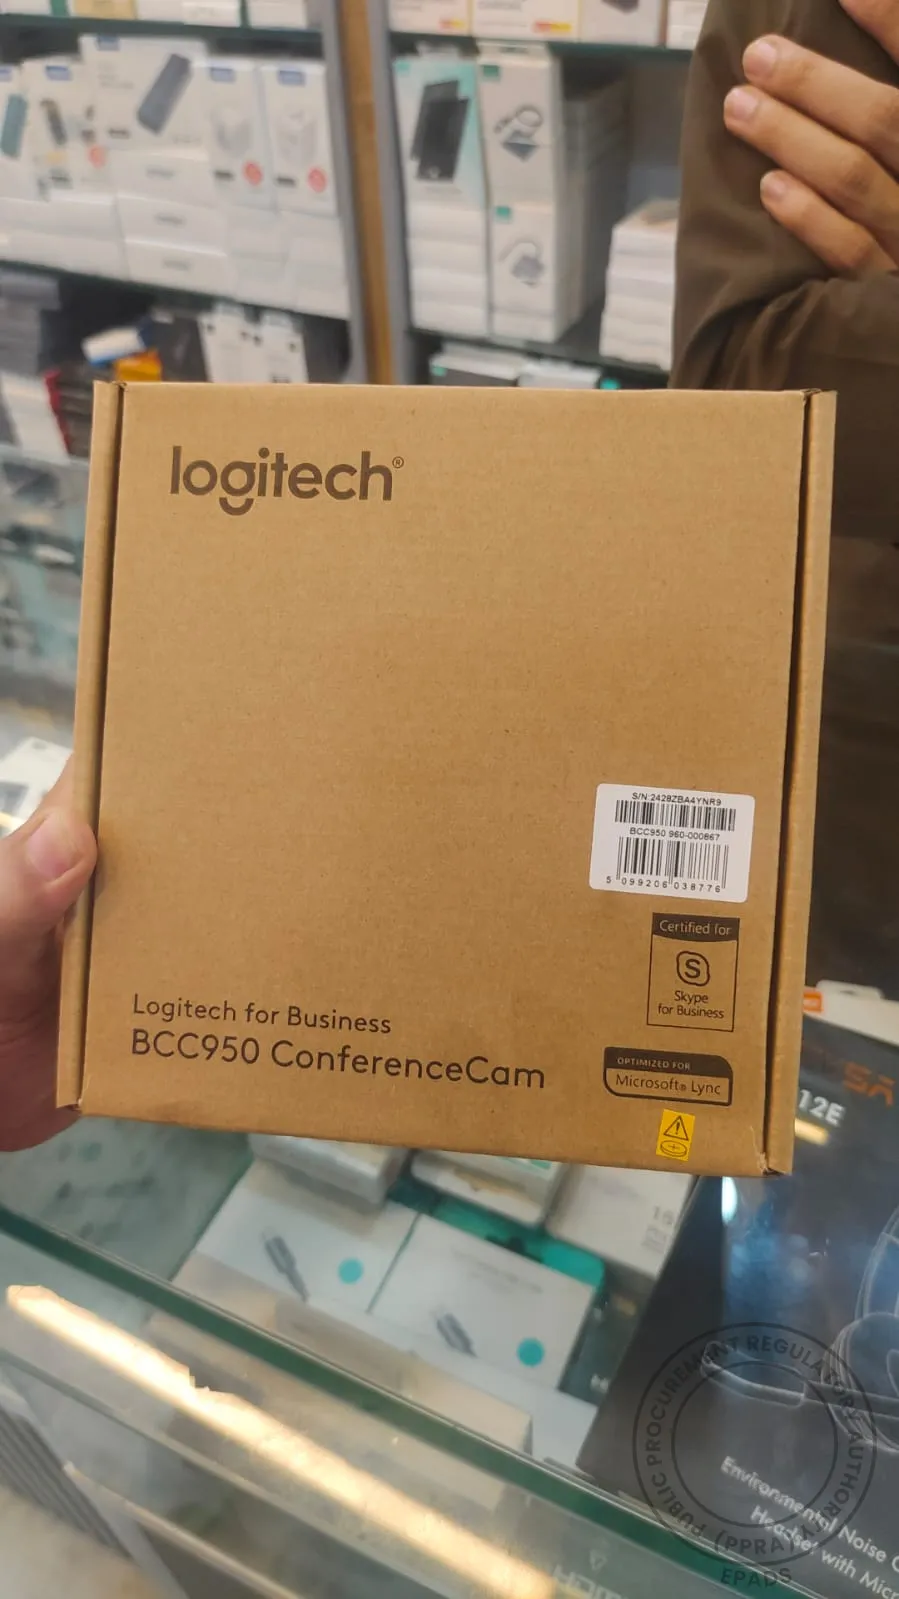 logitech®
S/N:2428ZBA4YNR9
BCC950 960-000867
5 099206 038776
Certified for
S
Skype
for Business
Logitech for Business
BCC950 ConferenceCam
OPTIMIZED FOR
Microsoft® Lync
12E
Environmental Noise
Headset with
PUBLIC PROCUREMENT REGULATORY AUTHORITY
(PPRA)
EPADS